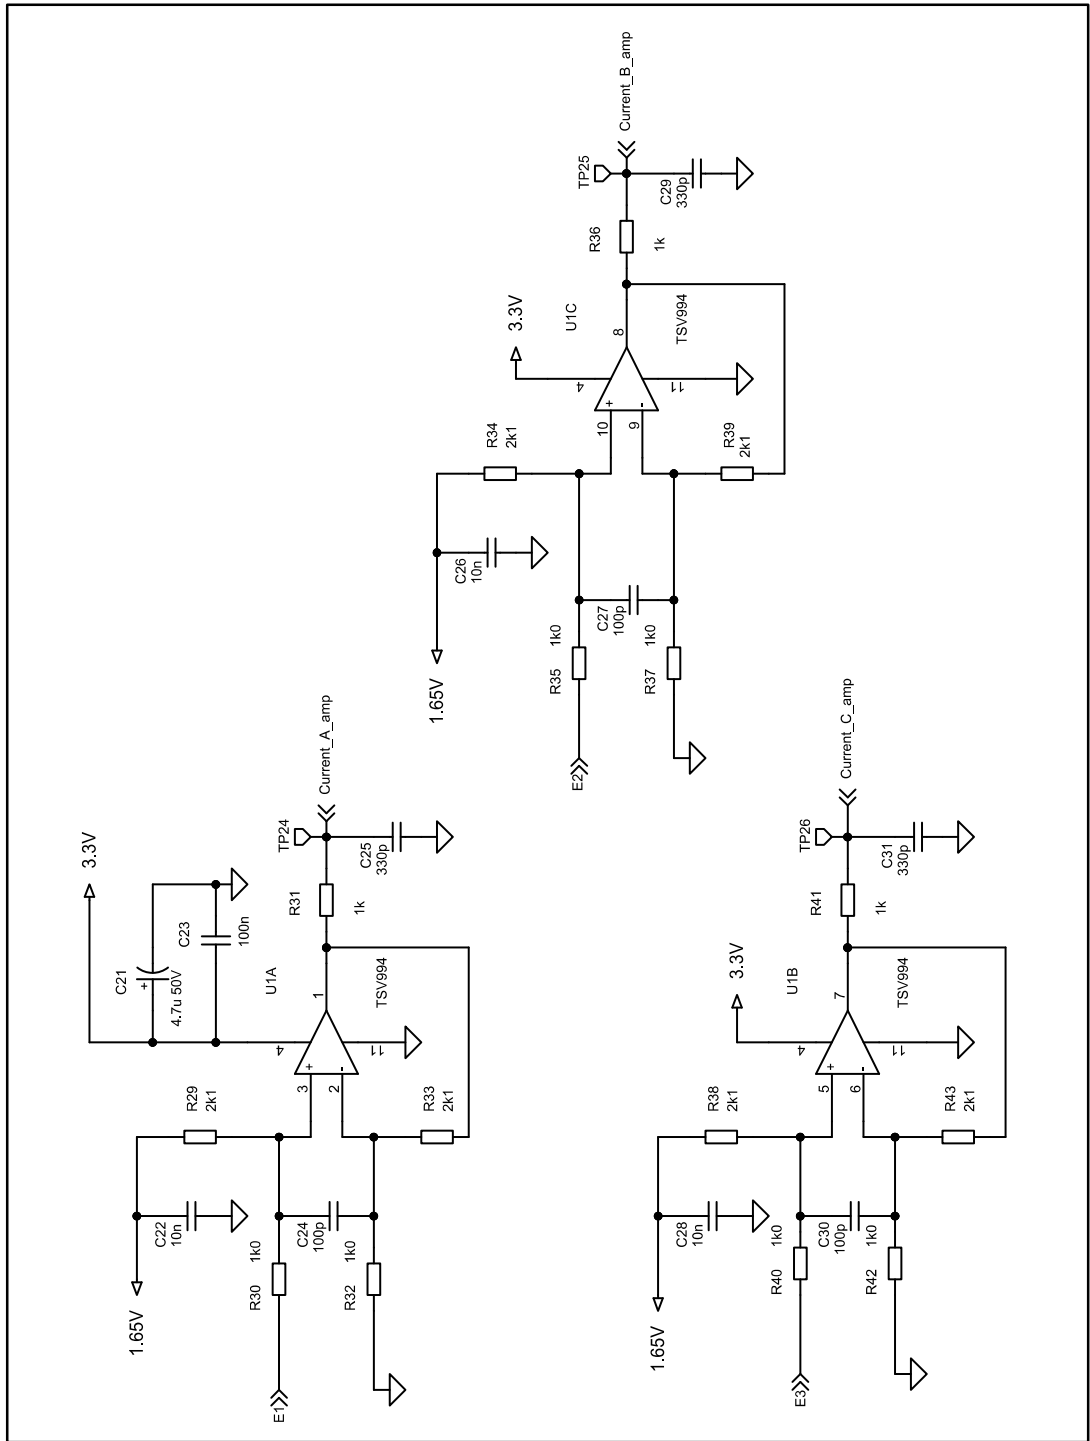 Current_B_amp
TP25
C29
330p
R36
1k
3.3V
U1C
8
TSV994
4
11
+
-
10
9
R34
2k1
R39
2k1
C26
10n
1.65V
C27
100p
1k0
R35
1k0
R37
E2
3.3V
Current_A_amp
TP24
C25
330p
R31
1k
C21
4.7u 50V
+
C23
100n
U1A
1
TSV994
4
11
+
-
3
2
R29
2k1
R33
2k1
C22
10n
1.65V
C24
100p
1k0
R30
1k0
R32
E1
Current_C_amp
TP26
C31
330p
R41
1k
3.3V
U1B
7
TSV994
4
11
+
-
5
6
R38
2k1
R43
2k1
C28
10n
1.65V
C30
100p
1k0
R40
1k0
R42
E3